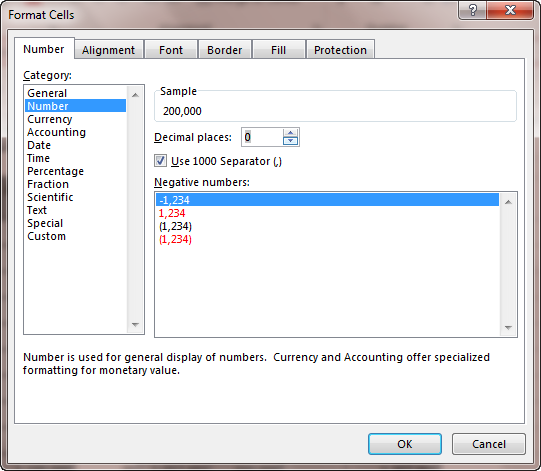 Format Cells
?
Number
Alignment
Font
Border
Fill
Protection
Category:
General
Number
Currency
Accounting
Date
Time
Percentage
Fraction
Scientific
Text
Special
Custom
Sample
200,000
Decimal places: 0
Use 1000 Separator (,)
Negative numbers:
-1,234
1,234
(1,234)
(1,234)
Number is used for general display of numbers. Currency and Accounting offer specialized
formatting for monetary value.
OK
Cancel